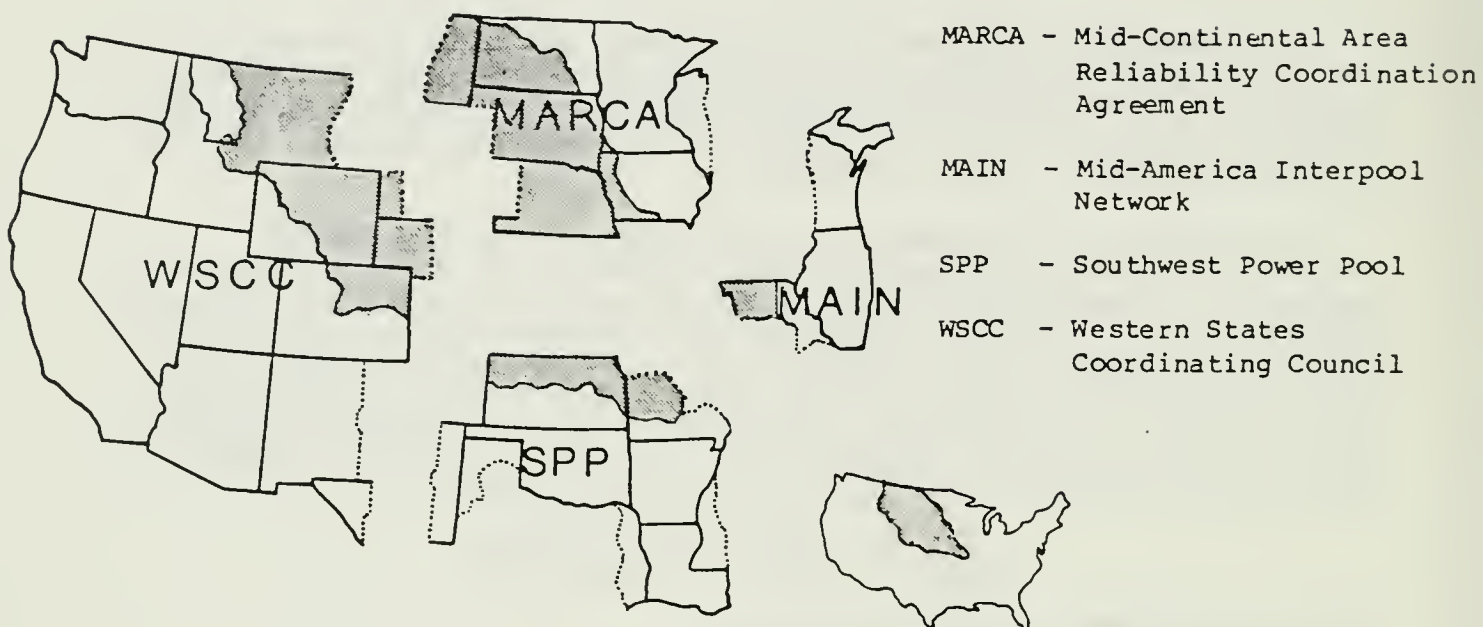 MARCA - Mid-Continental Area
Reliability Coordination
Agreement
MAIN - Mid-America Interpool
Network
SPP - Southwest Power Pool
WSCC - Western States
Coordinating Council
WSCC
MARCA
MAIN
SPP